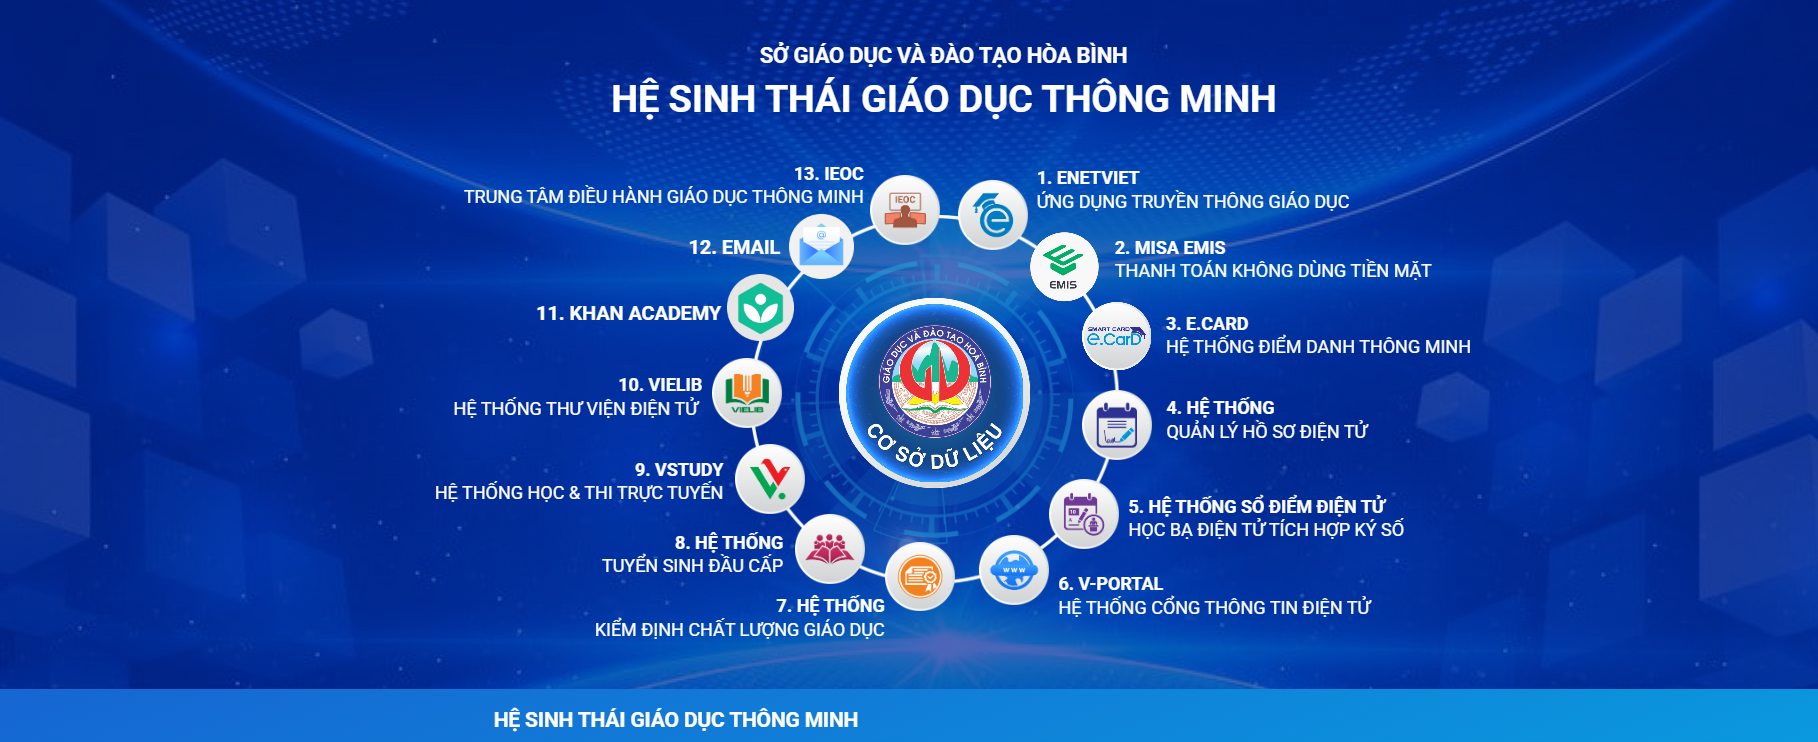 SỞ GIÁO DỤC VÀ ĐÀO TẠO HÒA BÌNH
HỆ SINH THÁI GIÁO DỤC THÔNG MINH
1. ENETVIET
ỨNG DỤNG TRUYỀN THÔNG GIÁO DỤC
2. MISA EMIS
THANH TOÁN KHÔNG DÙNG TIỀN MẶT
EMIS
3. E.CARD
HỆ THỐNG ĐIỂM DANH THÔNG MINH
SMART CARD
e.CarD
4. HỆ THỐNG
QUẢN LÝ HỒ SƠ ĐIỆN TỬ
5. HỆ THỐNG SỔ ĐIỂM ĐIỆN TỬ
HỌC BẠ ĐIỆN TỬ TÍCH HỢP KÝ SỐ
6. V-PORTAL
HỆ THỐNG CỔNG THÔNG TIN ĐIỆN TỬ
WWW
7. HỆ THỐNG
KIỂM ĐỊNH CHẤT LƯỢNG GIÁO DỤC
8. HỆ THỐNG
TUYỂN SINH ĐẦU CẤP
9. VSTUDY
HỆ THỐNG HỌC & THI TRỰC TUYẾN
10. VIELIB
HỆ THỐNG THƯ VIỆN ĐIỆN TỬ
VIELIB
11. KHAN ACADEMY
12. EMAIL
@
13. IEOC
TRUNG TÂM ĐIỀU HÀNH GIÁO DỤC THÔNG MINH
IEOC
GIÁO DỤC VÀ ĐÀO TẠO HOÀ BÌNH
CƠ SỞ DỮ LIỆU
HỆ SINH THÁI GIÁO DỤC THÔNG MINH